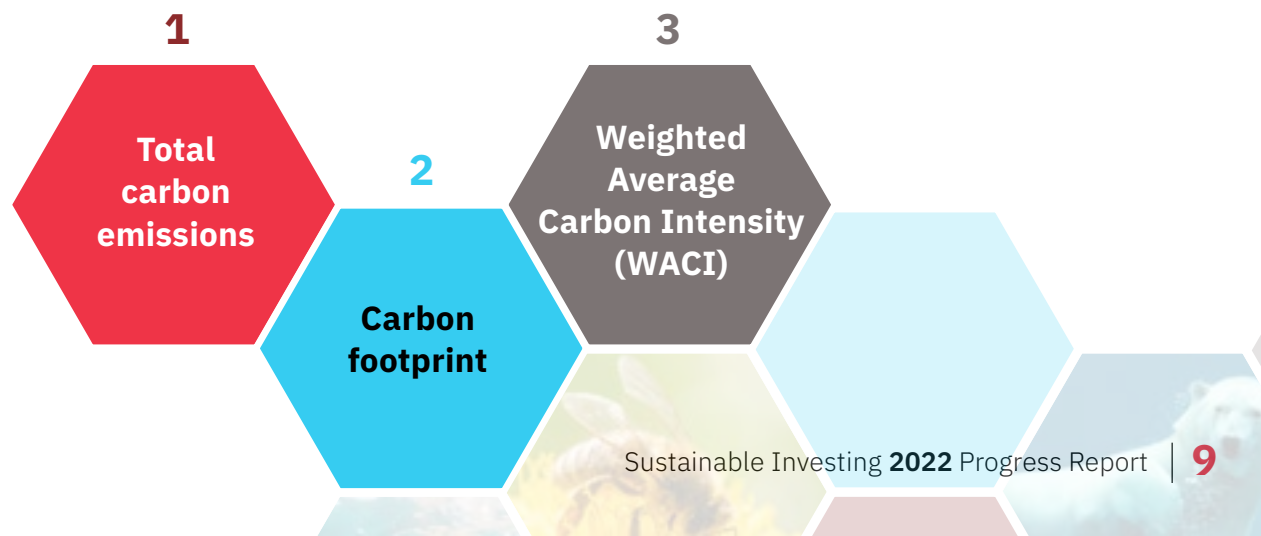 1
Total
carbon
emissions
2
Carbon
footprint
3
Weighted
Average
Carbon Intensity
(WACI)
Sustainable Investing 2022 Progress Report | 9